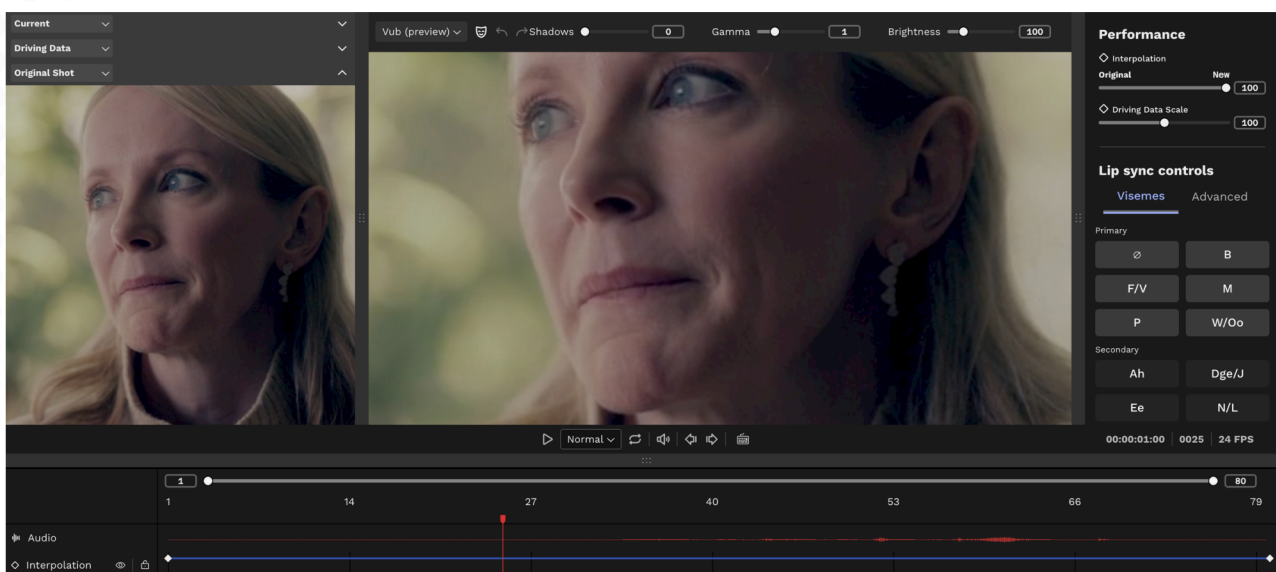 Current
Driving Data
Original Shot
Vub (preview) Shadows 0 Gamma 1 Brightness 100
Performance
Interpolation
Original New
100
Driving Data Scale
100
Lip sync controls
Visemes Advanced
Primary
∅ B
F/V M
P W/Oo
Secondary
Ah Dge/J
Ee N/L
Normal
00:00:01:00 0025 24 FPS
1 80
1 14 27 40 53 66 79
Audio
Interpolation